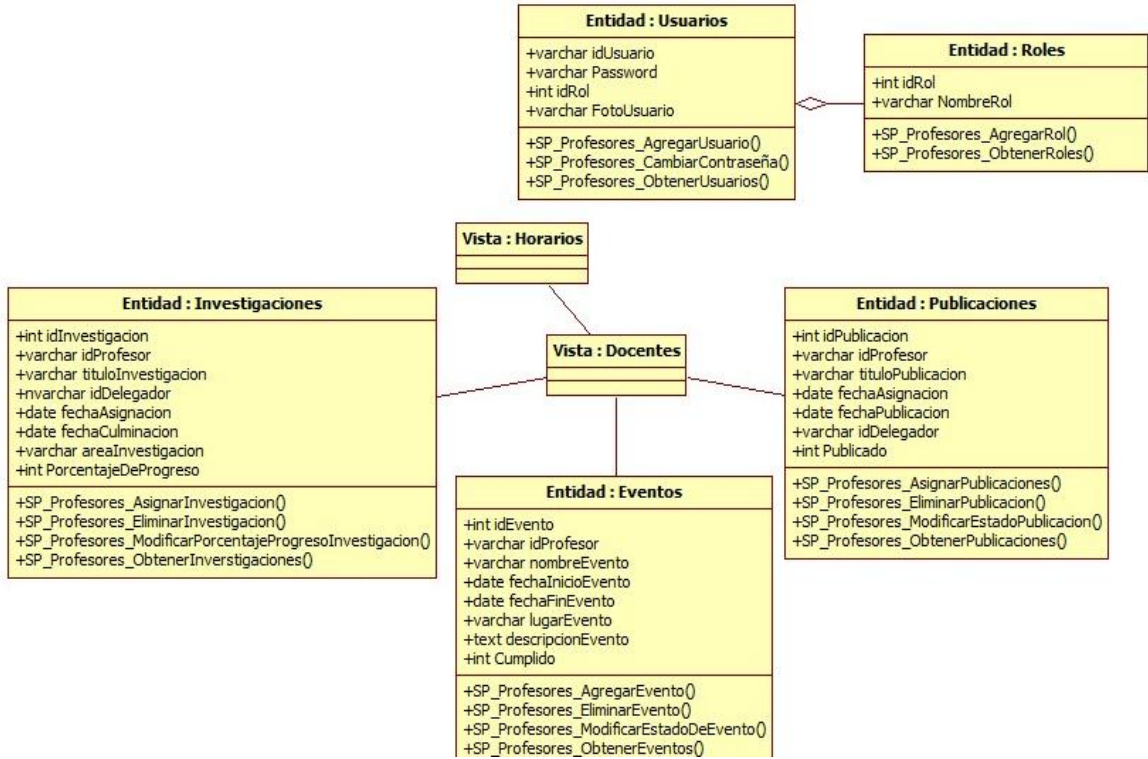 Entidad : Usuarios
+varchar idUsuario
+varchar Password
+int idRol
+varchar FotoUsuario
+SP_Profesores_AgregarUsuario()
+SP_Profesores_CambiarContraseña()
+SP_Profesores_ObtenerUsuarios()
Entidad : Roles
+int idRol
+varchar NombreRol
+SP_Profesores_AgregarRol()
+SP_Profesores_ObtenerRoles()
Vista : Horarios
Entidad : Investigaciones
+int idInvestigacion
+varchar idProfesor
+varchar tituloInvestigacion
+nvarchar idDelegador
+date fechaAsignacion
+date fechaCulminacion
+varchar areaInvestigacion
+int PorcentajeDeProgreso
+SP_Profesores_AsignarInvestigacion()
+SP_Profesores_EliminarInvestigacion()
+SP_Profesores_ModificarPorcentajeProgresoInvestigacion()
+SP_Profesores_ObtenerInverstigaciones()
Vista : Docentes
Entidad : Publicaciones
+int idPublicacion
+varchar idProfesor
+varchar tituloPublicacion
+date fechaAsignacion
+date fechaPublicacion
+varchar idDelegador
+int Publicado
+SP_Profesores_AsignarPublicaciones()
+SP_Profesores_EliminarPublicacion()
+SP_Profesores_ModificarEstadoPublicacion()
+SP_Profesores_ObtenerPublicaciones()
Entidad : Eventos
+int idEvento
+varchar idProfesor
+varchar nombreEvento
+date fechaInicioEvento
+date fechaFinEvento
+varchar lugarEvento
+text descripcionEvento
+int Cumplido
+SP_Profesores_AgregarEvento()
+SP_Profesores_EliminarEvento()
+SP_Profesores_ModificarEstadoDeEvento()
+SP_Profesores_ObtenerEventos()